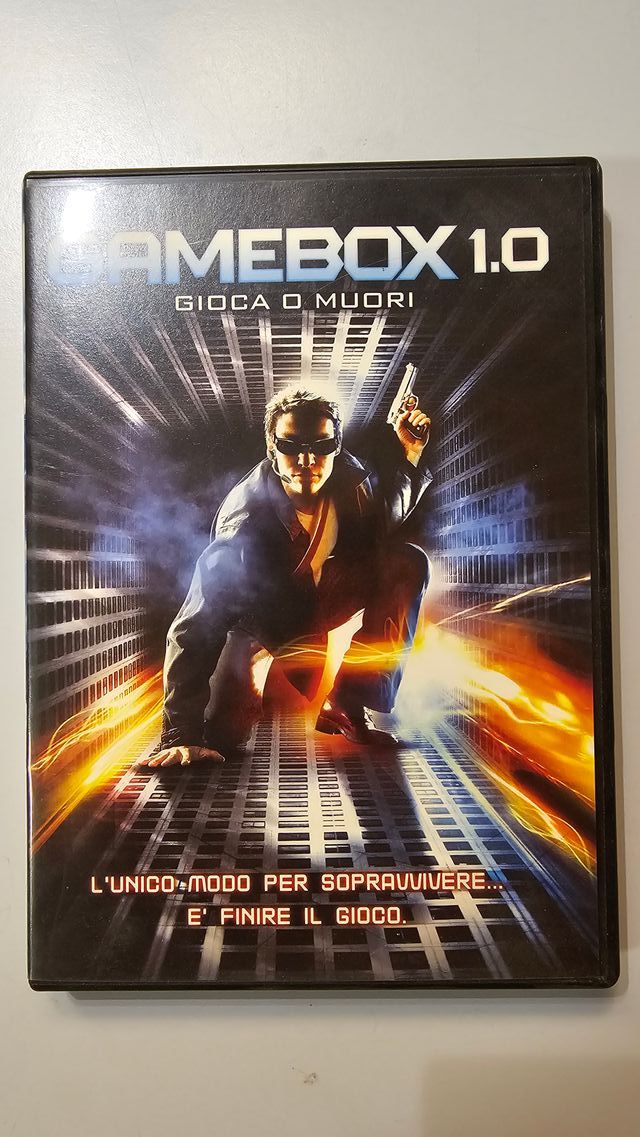 GAMEBOX 1.0
GIOCA O MUORI
L'UNICO MODO PER SOPRAVVIVERE...
E' FINIRE IL GIOCO.